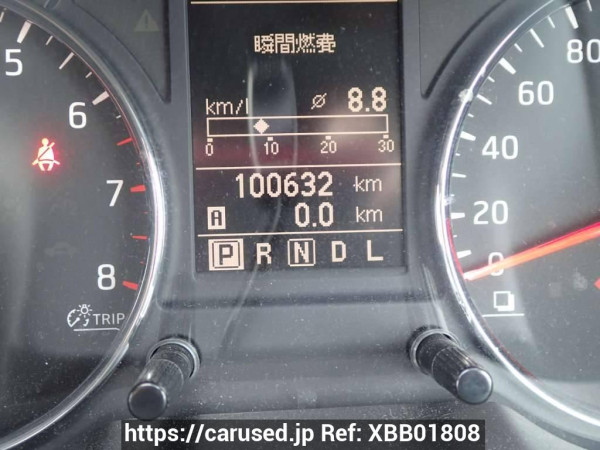 瞬間燃費
km/l ⌀ 8.8
0 10 20 30
100632 km
A 0.0 km
P R N D L
5
6
7
8
TRIP
80
60
40
20
0
https://carused.jp Ref: XBB01808